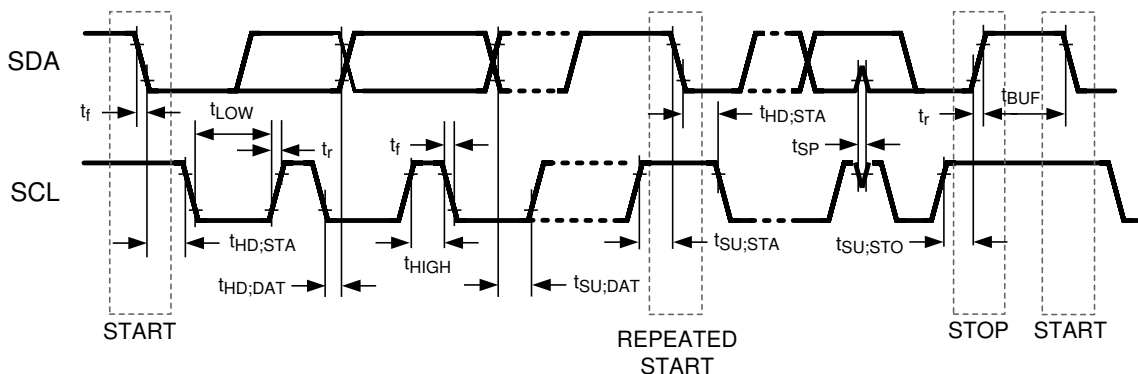 SDA
t_f
t_LOW
t_r
t_f
t_HD;STA
t_SP
t_r
t_BUF
SCL
t_HD;STA
t_HD;DAT
t_HIGH
t_SU;DAT
t_SU;STA
t_SU;STO
START
REPEATED
START
STOP
START